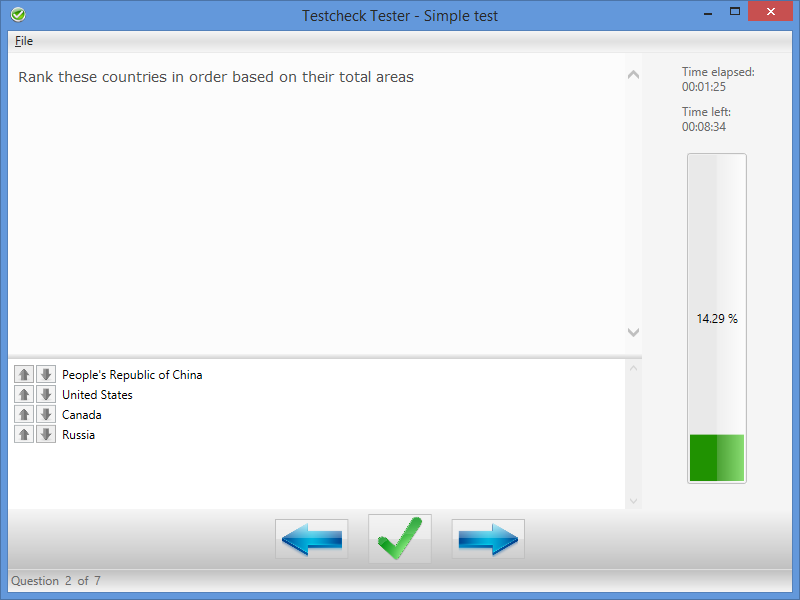 Testcheck Tester - Simple test
File
Rank these countries in order based on their total areas
Time elapsed:
00:01:25
Time left:
00:08:34
14.29 %
People's Republic of China
United States
Canada
Russia
Question 2 of 7